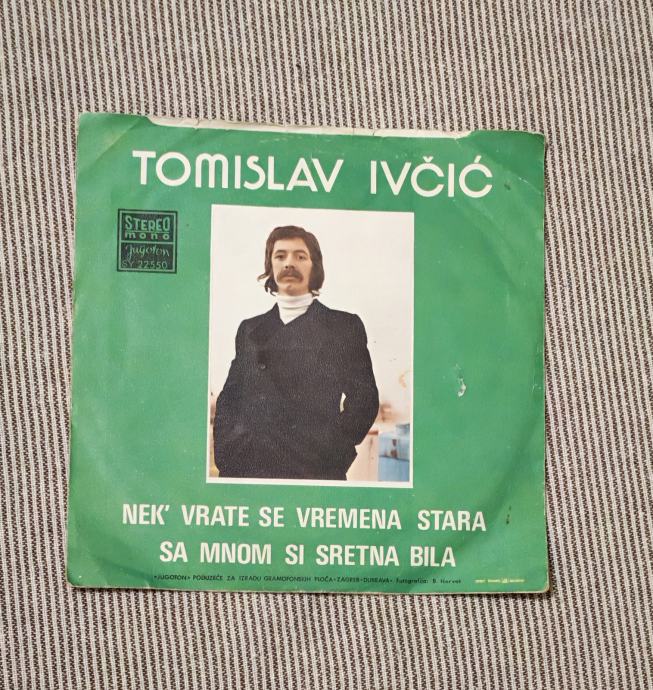 TOMISLAV IVČIĆ
STEREO
mono
Jugoton
SY 22550
NEK' VRATE SE VREMENA STARA
SA MNOM SI SRETNA BILA
»JUGOTON« PODUZEĆE ZA IZRADU GRAMOFONSKIH PLOČA-ZAGREB-DUBRAVA• Fotografija: B. Horvat